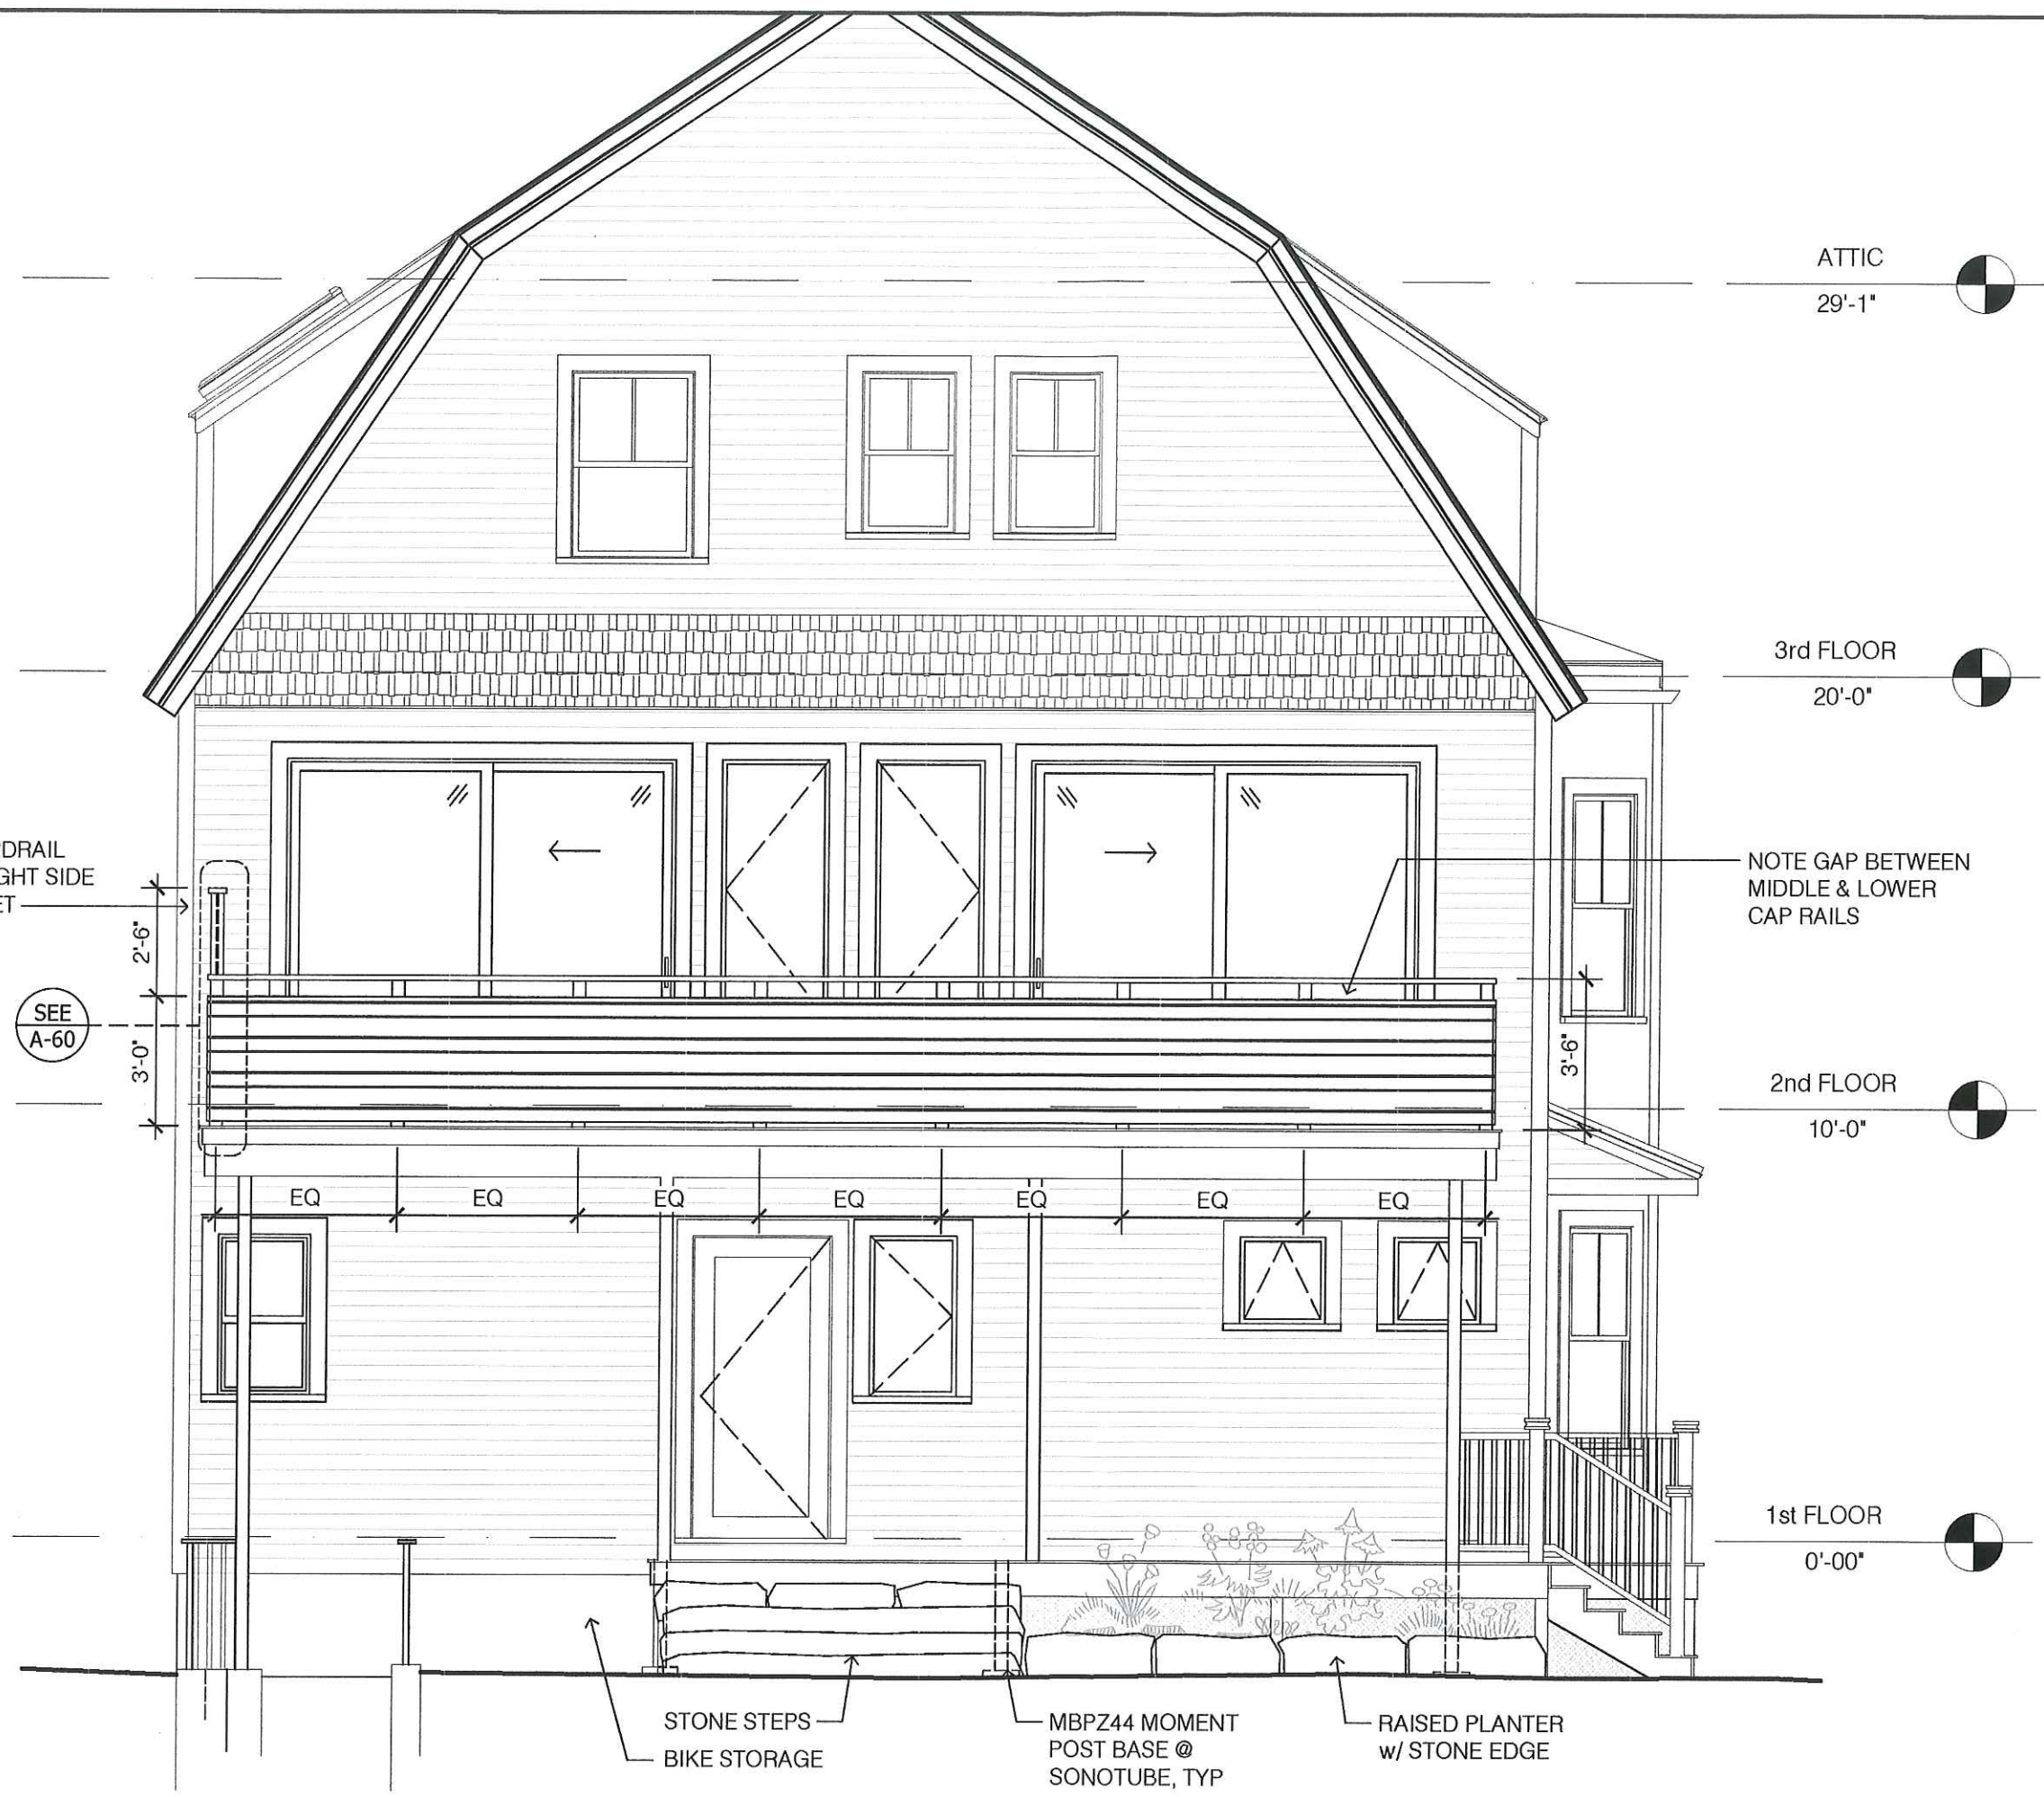 ATTIC
29'-1"
3rd FLOOR
20'-0"
DRAIL
GHT SIDE
ET
2'-6"
NOTE GAP BETWEEN
MIDDLE & LOWER
CAP RAILS
SEE
A-60
3'-0"
3'-6"
2nd FLOOR
10'-0"
EQ EQ EQ EQ EQ EQ EQ
1st FLOOR
0'-00"
STONE STEPS
BIKE STORAGE
MBPZ44 MOMENT
POST BASE @
SONOTUBE, TYP
RAISED PLANTER
w/ STONE EDGE